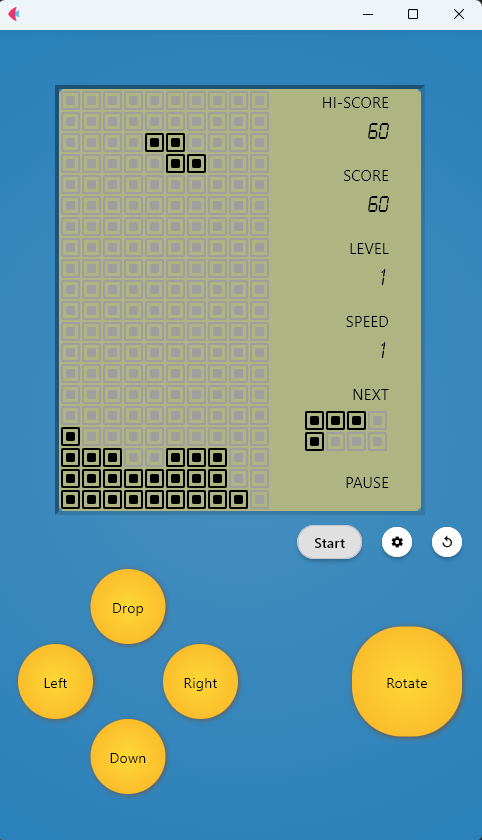 HI-SCORE
60
SCORE
60
LEVEL
1
SPEED
1
NEXT
PAUSE
Start
Drop
Left
Right
Rotate
Down